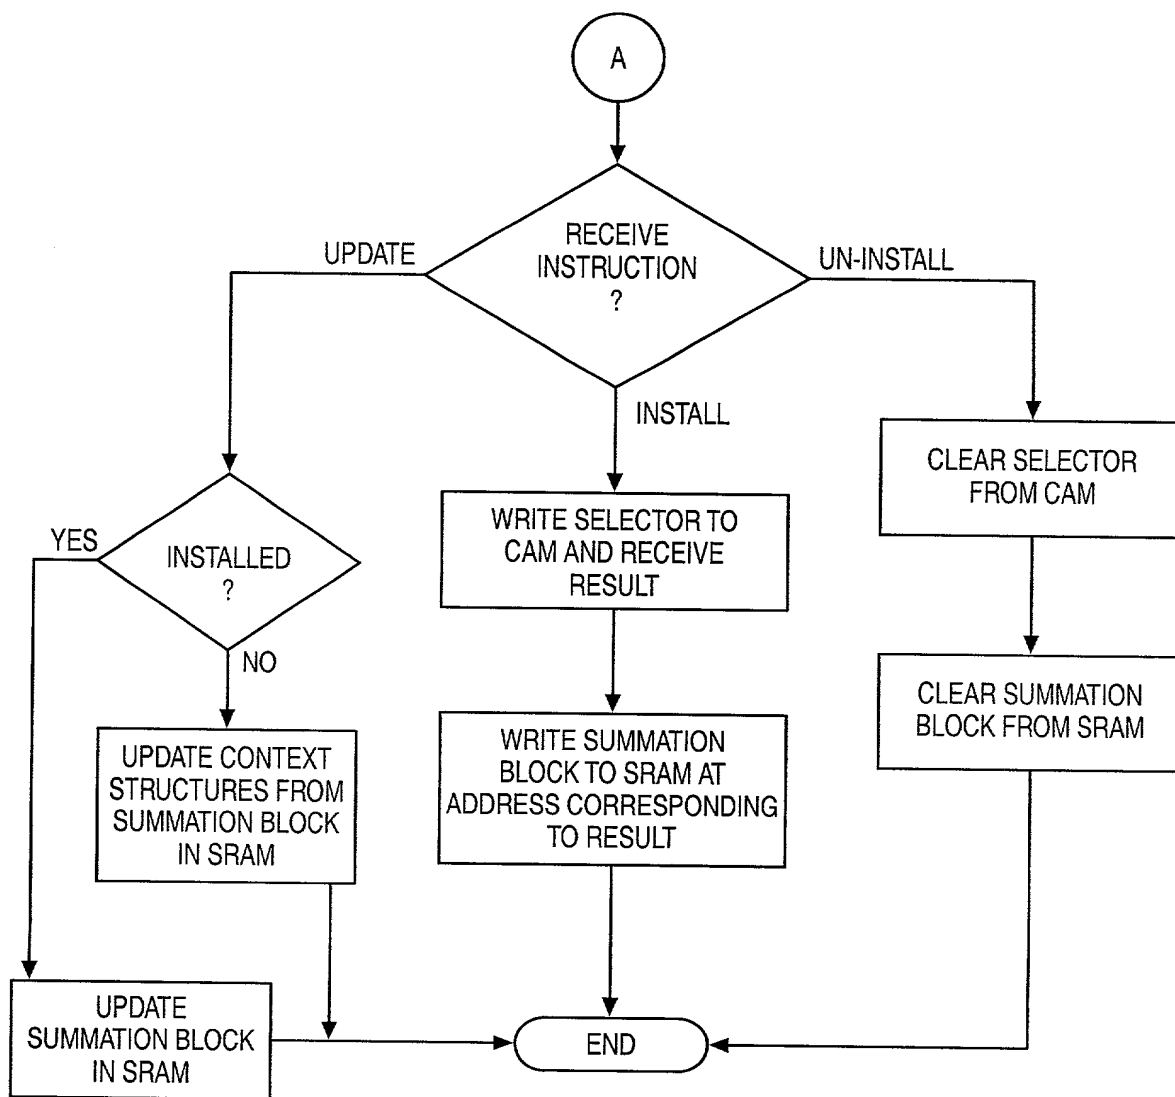 A
RECEIVE
INSTRUCTION
?
UPDATE
UN-INSTALL
INSTALL
CLEAR SELECTOR
FROM CAM
WRITE SELECTOR TO
CAM AND RECEIVE
RESULT
YES
INSTALLED
?
NO
CLEAR SUMMATION
BLOCK FROM SRAM
UPDATE CONTEXT
STRUCTURES FROM
SUMMATION BLOCK
IN SRAM
WRITE SUMMATION
BLOCK TO SRAM AT
ADDRESS CORRESPONDING
TO RESULT
UPDATE
SUMMATION BLOCK
IN SRAM
END